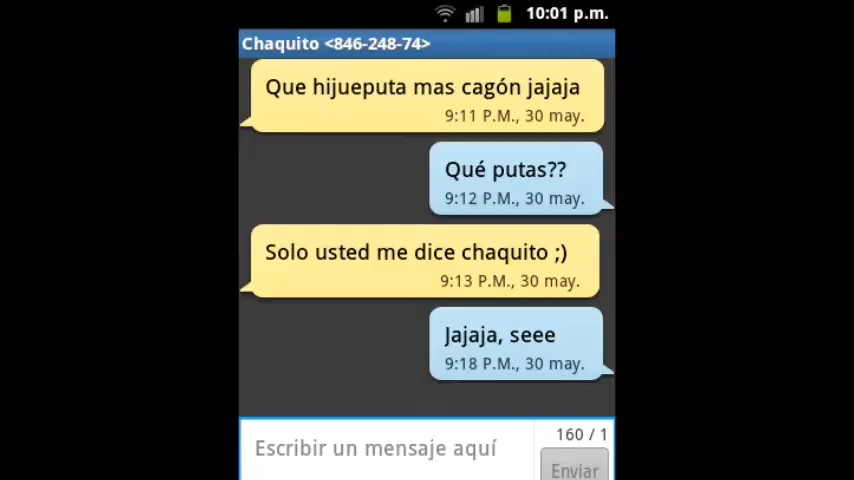 10:01 p.m.
Chaquito <846-248-74>
Que hijueputa mas cagón jajaja
9:11 P.M., 30 may.
Qué putas??
9:12 P.M., 30 may.
Solo usted me dice chaquito ;)
9:13 P.M., 30 may.
Jajaja, seee
9:18 P.M., 30 may.
Escribir un mensaje aquí
160 / 1
Enviar